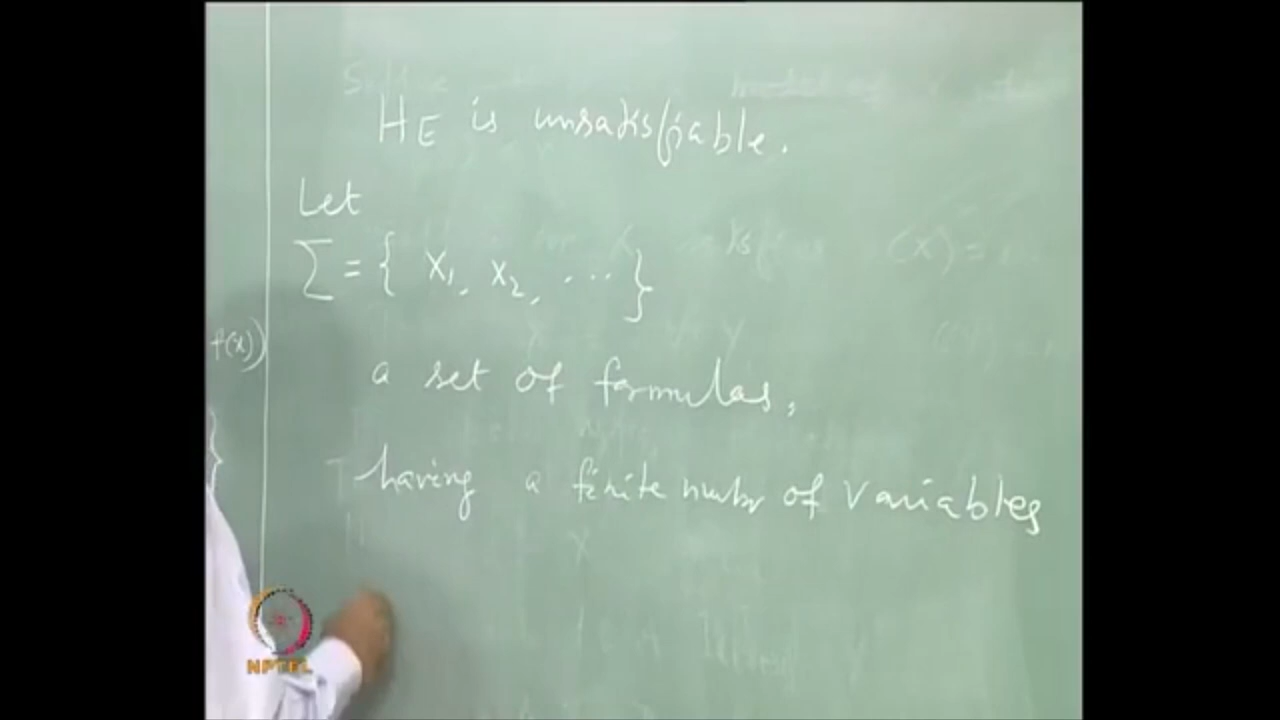 HE is unsatisfiable.
Let
Σ = { X1, X2, ... }
f(x))
a set of formulas,
}
having a finite number of variables
NPTEL